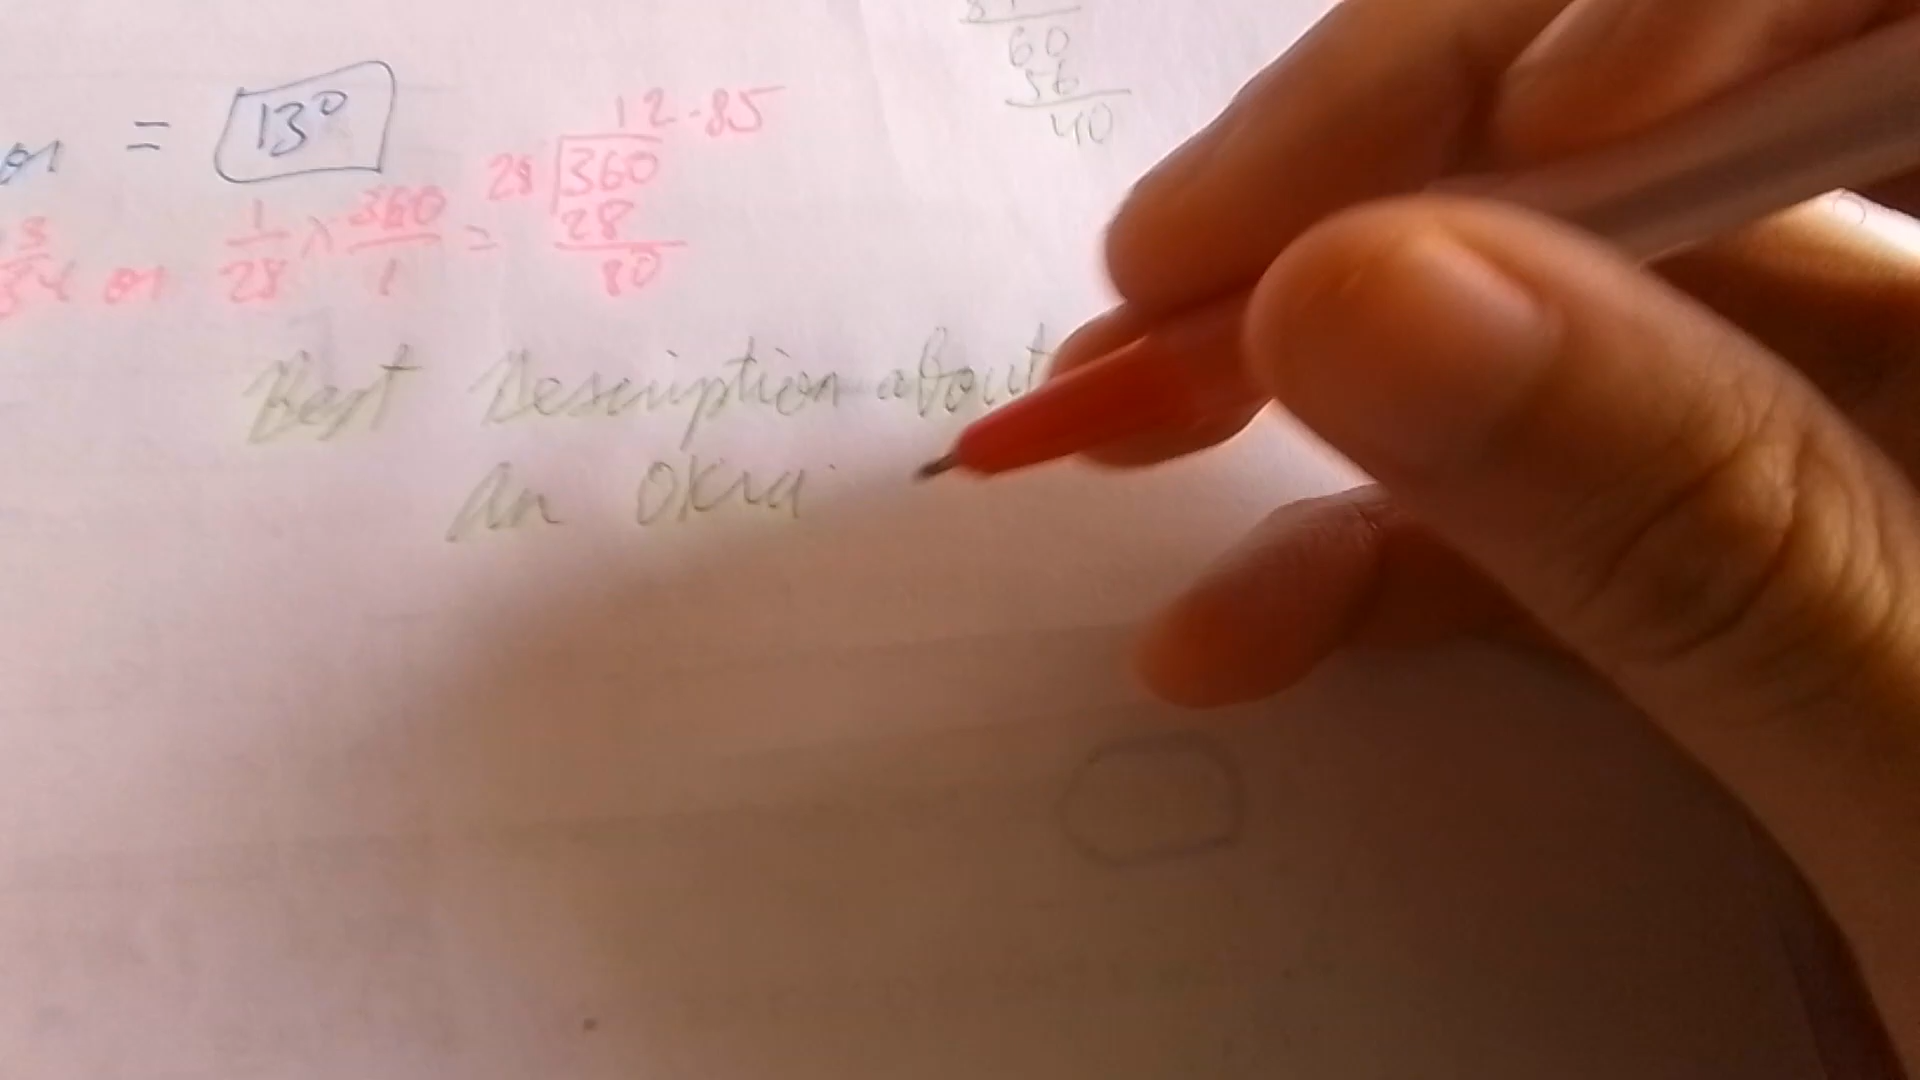 = 13°
12.85
28 360
1/28 x 360/1 = 28
80
60
56
40
or
Best Description about
An Okra